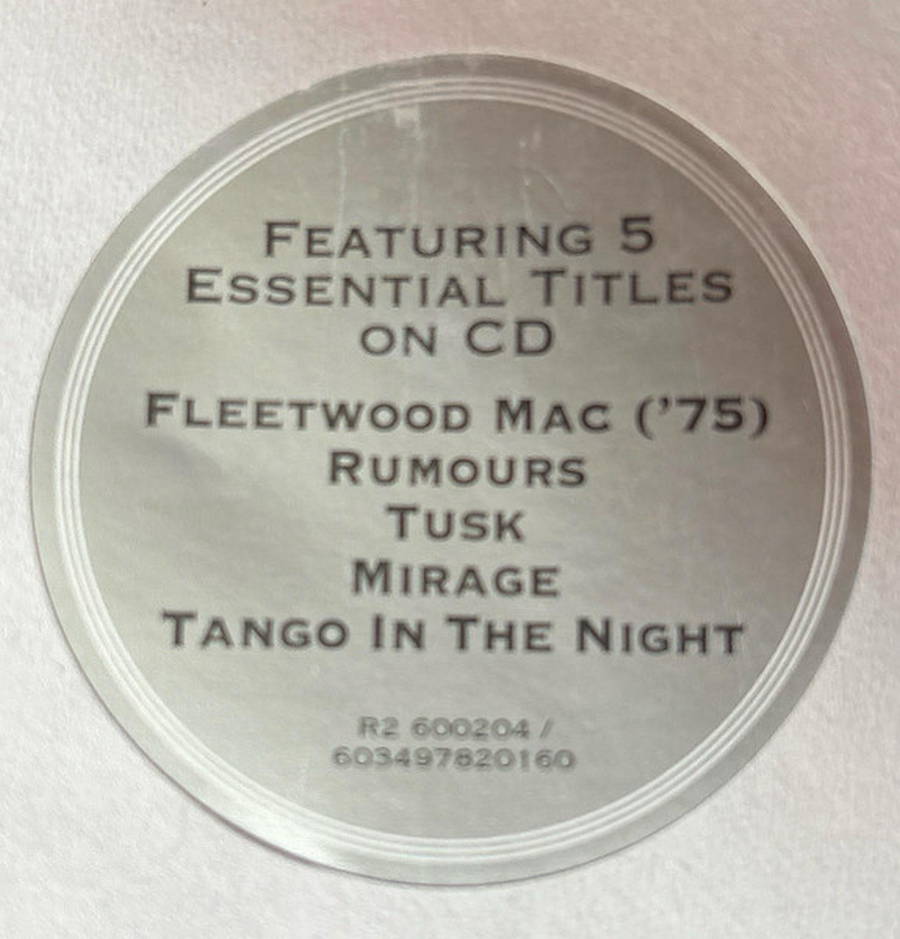 Featuring 5
Essential Titles
on CD
Fleetwood Mac ('75)
Rumours
Tusk
Mirage
Tango In The Night
R2 600204 /
603497820160